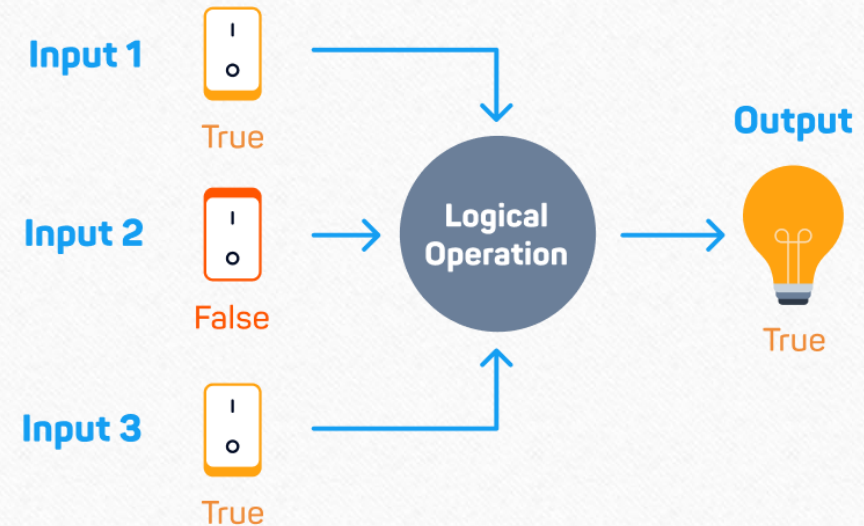 Input 1
True
Input 2
False
Input 3
True
Logical
Operation
Output
True